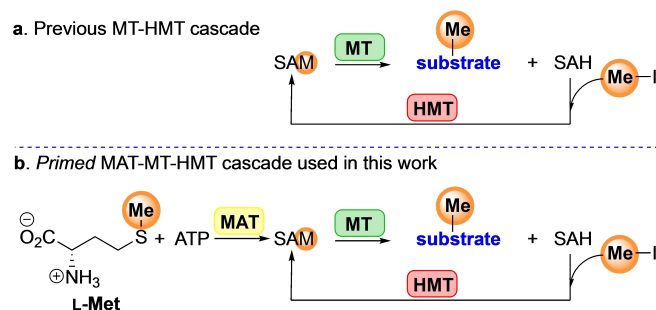 a. Previous MT-HMT cascade
Me
SAM MT substrate + SAH Me-I
HMT
b. Primed MAT-MT-HMT cascade used in this work
Me
⊖
O₂C S + ATP MAT SAM MT Me substrate + SAH Me-I
⊕NH₃
HMT
L-Met